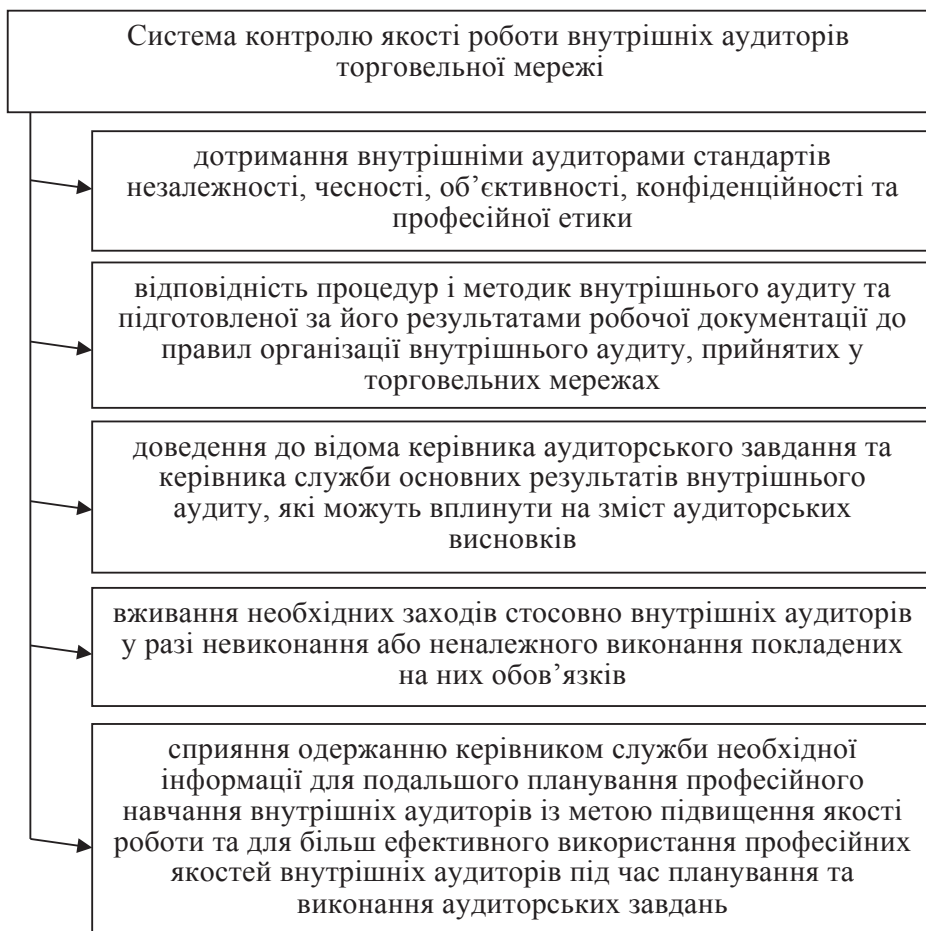 Система контролю якості роботи внутрішніх аудиторів
торговельної мережі
дотримання внутрішніми аудиторами стандартів
незалежності, чесності, об’єктивності, конфіденційності та
професійної етики
відповідність процедур і методик внутрішнього аудиту та
підготовленої за його результатами робочої документації до
правил організації внутрішнього аудиту, прийнятих у
торговельних мережах
доведення до відома керівника аудиторського завдання та
керівника служби основних результатів внутрішнього
аудиту, які можуть вплинути на зміст аудиторських
висновків
вживання необхідних заходів стосовно внутрішніх аудиторів
у разі невиконання або неналежного виконання покладених
на них обов’язків
сприяння одержанню керівником служби необхідної
інформації для подальшого планування професійного
навчання внутрішніх аудиторів із метою підвищення якості
роботи та для більш ефективного використання професійних
якостей внутрішніх аудиторів під час планування та
виконання аудиторських завдань